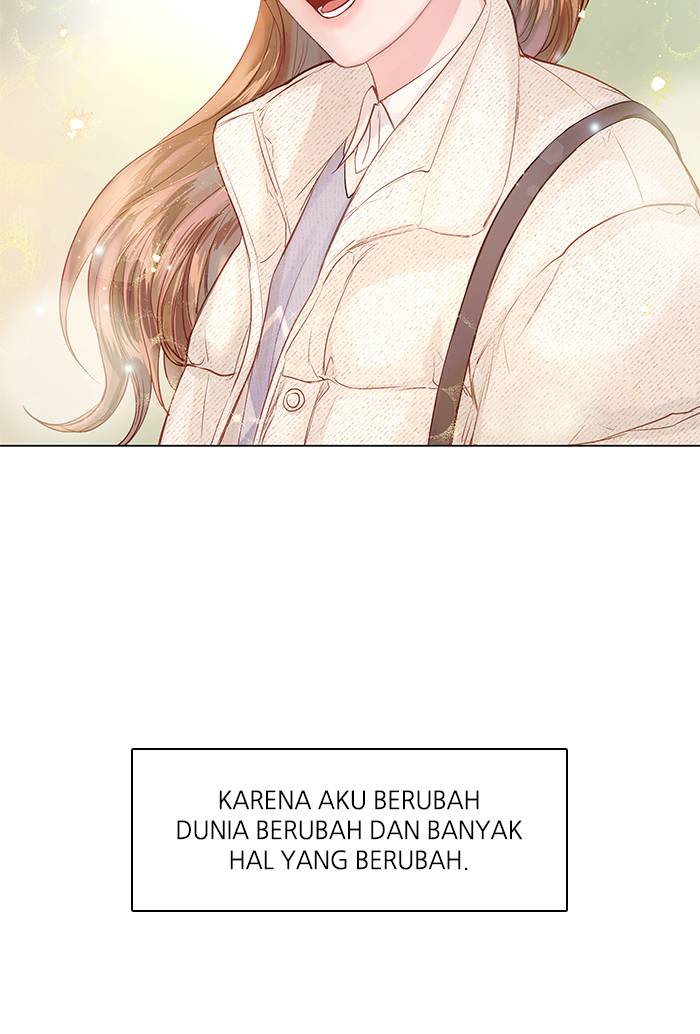 KARENA AKU BERUBAH
DUNIA BERUBAH DAN BANYAK
HAL YANG BERUBAH.